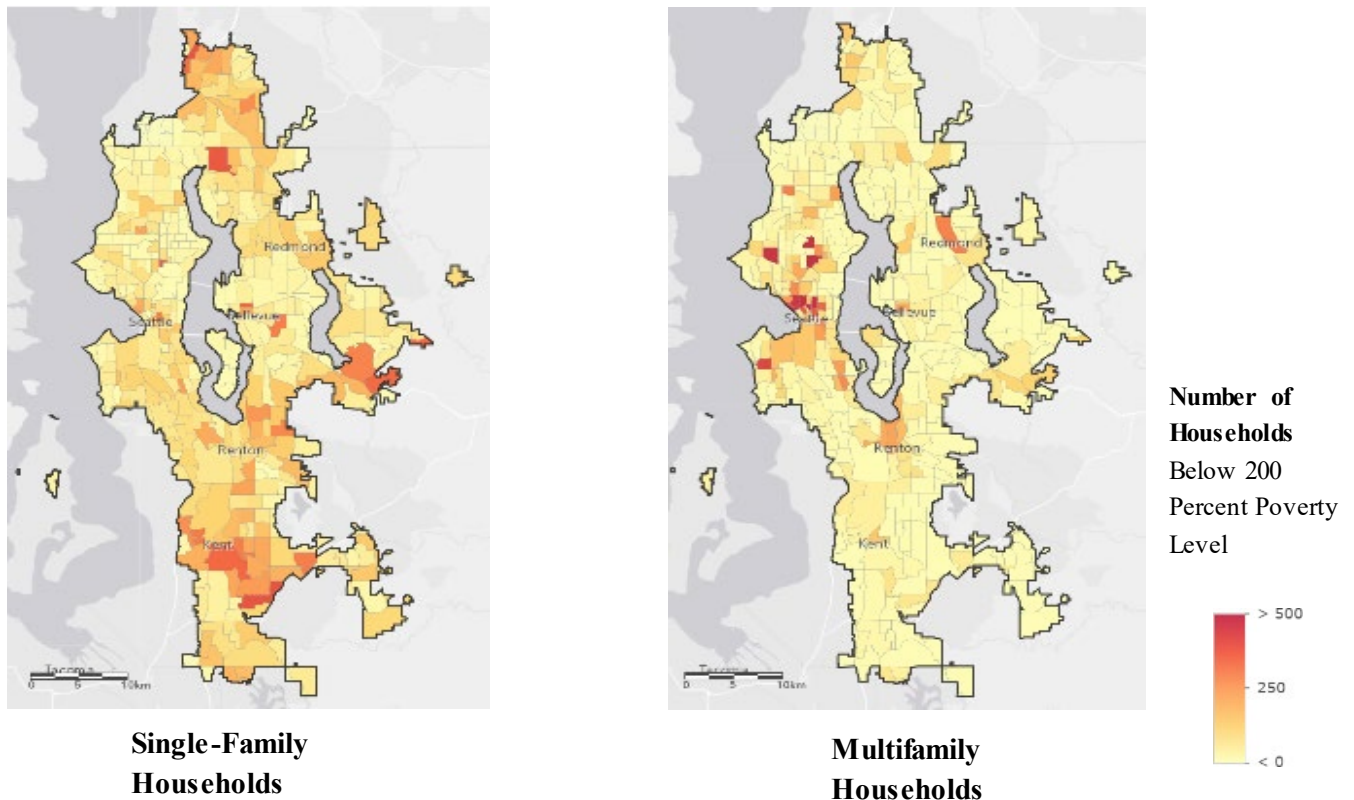 Redmond
Bellevue
Seattle
Renton
Kent
Tacoma
0 5 10km
Single-Family
Households
Redmond
Bellevue
Seattle
Renton
Kent
Tacoma
0 5 10km
Multifamily
Households
Number of
Households
Below 200
Percent Poverty
Level
> 500
250
< 0